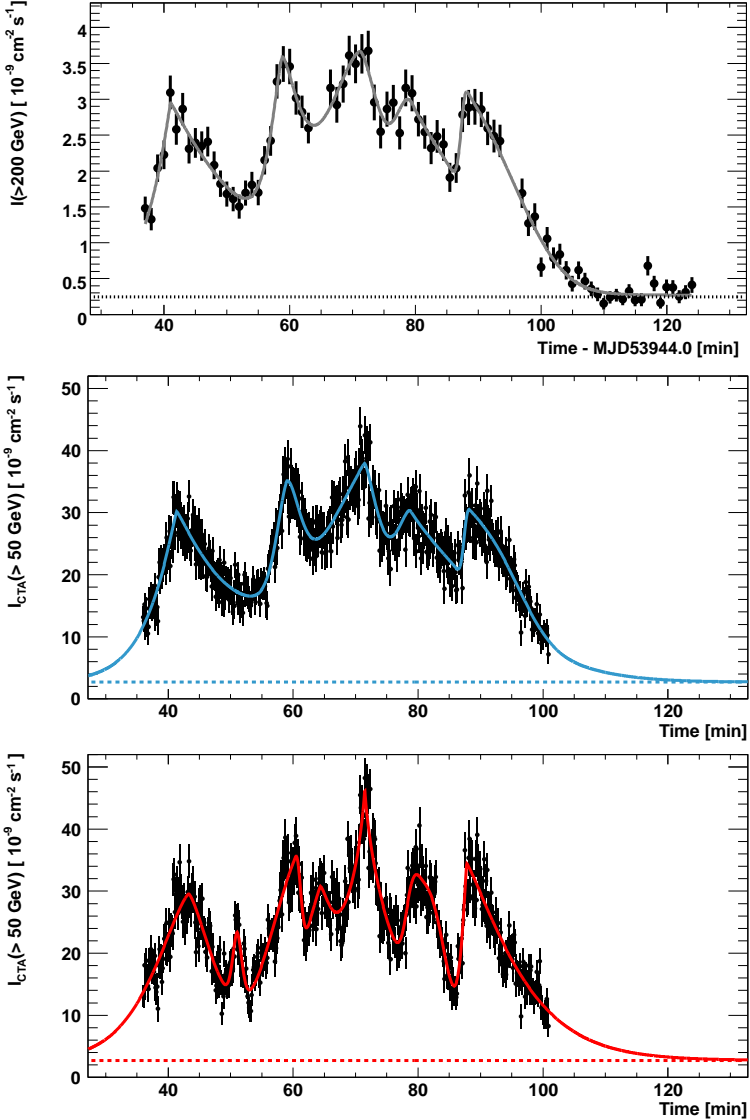 I(>200 GeV) [ 10⁻⁹ cm⁻² s⁻¹]
4
3.5
3
2.5
2
1.5
1
0.5
0
40 60 80 100 120
Time - MJD53944.0 [min]
I_CTA(> 50 GeV) [ 10⁻⁹ cm⁻² s⁻¹ ]
50
40
30
20
10
0
40 60 80 100 120
Time [min]
I_CTA(> 50 GeV) [ 10⁻⁹ cm⁻² s⁻¹ ]
50
40
30
20
10
0
40 60 80 100 120
Time [min]